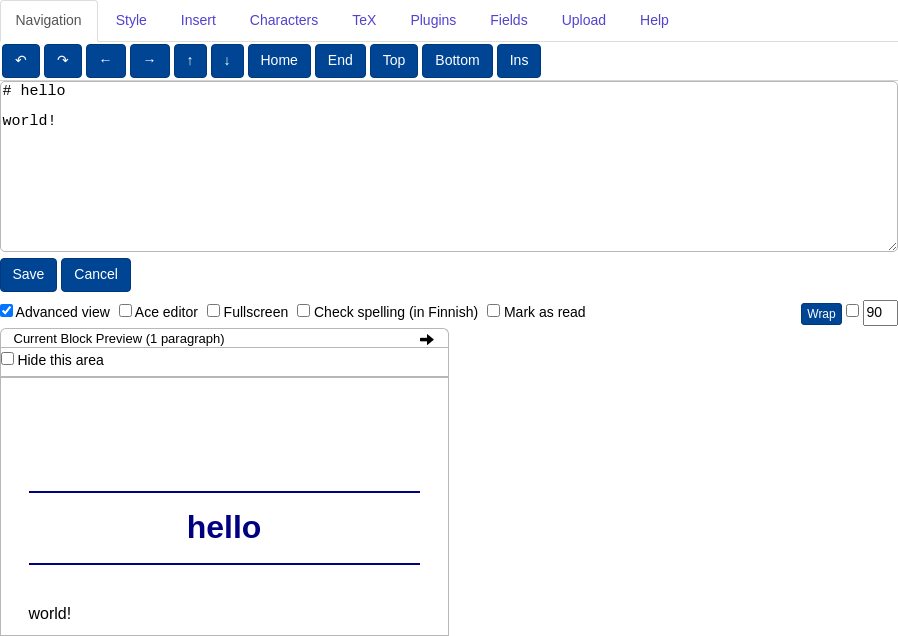 Navigation Style Insert Characters TeX Plugins Fields Upload Help
↶ ↷ ← → ↑ ↓ Home End Top Bottom Ins
# hello
world!
Save Cancel
Advanced view Ace editor Fullscreen Check spelling (in Finnish) Mark as read Wrap 90
Current Block Preview (1 paragraph)
Hide this area
hello
world!